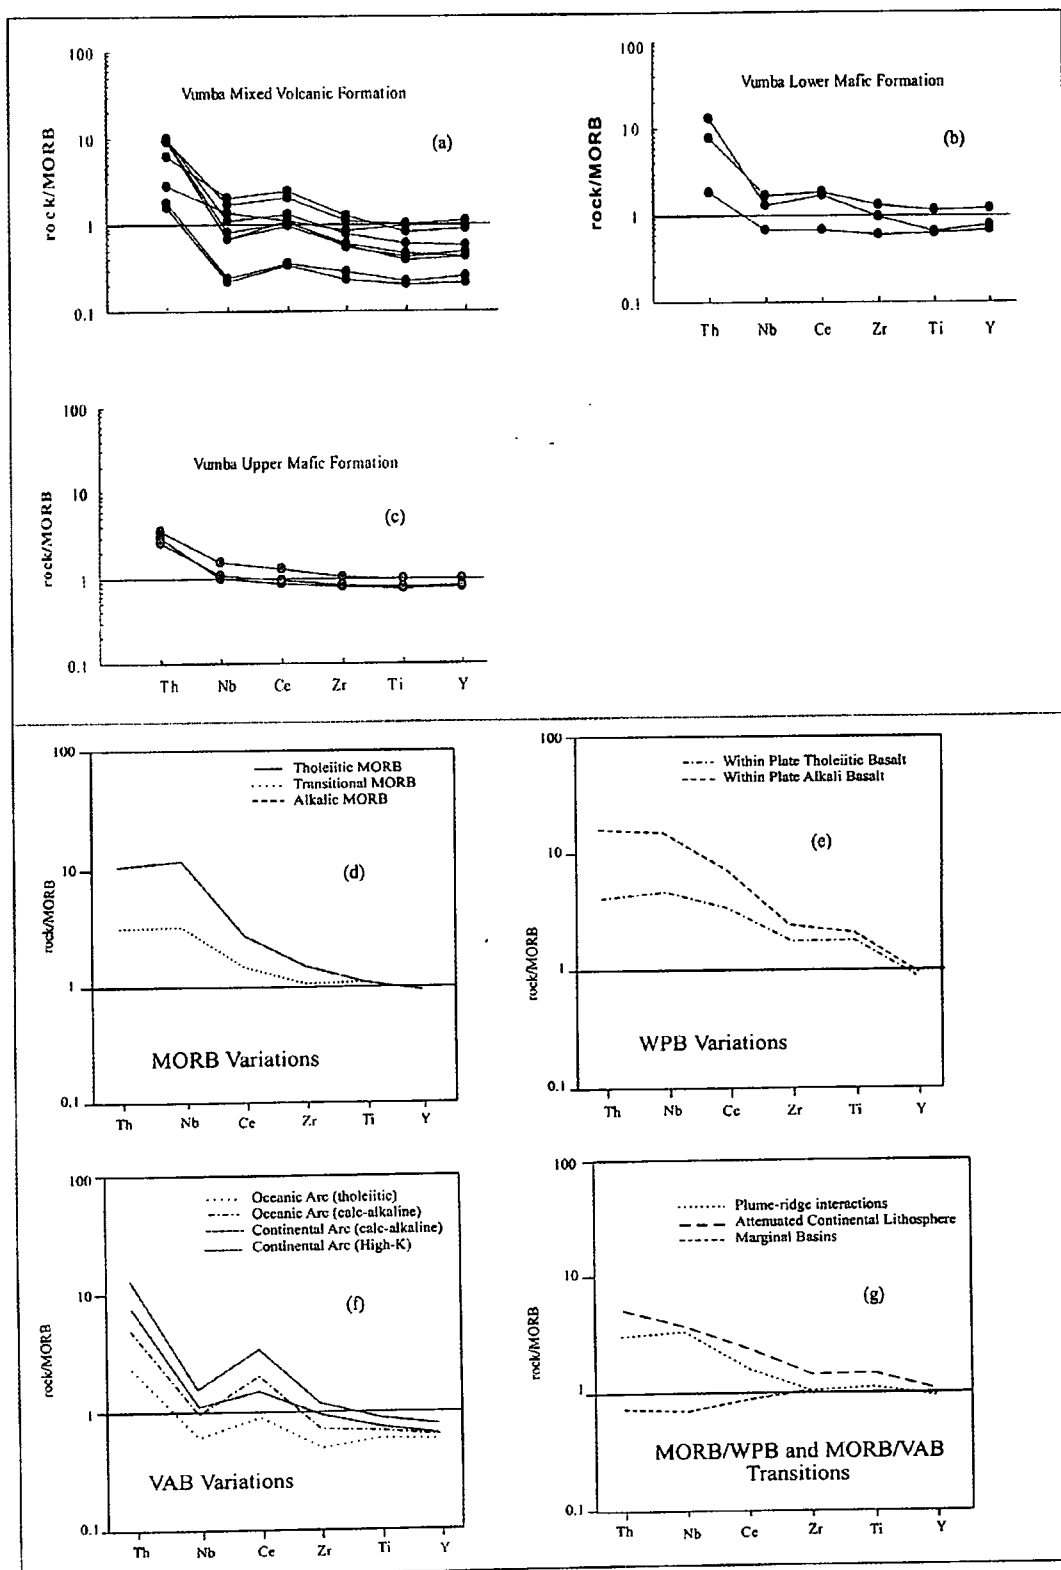 100
10
1
0.1
rock/MORB
Vumba Mixed Volcanic Formation
(a)
100
10
1
0.1
rock/MORB
Vumba Lower Mafic Formation
(b)
Th Nb Ce Zr Ti Y
100
10
1
0.1
rock/MORB
Vumba Upper Mafic Formation
(c)
Th Nb Ce Zr Ti Y
100
10
1
0.1
rock/MORB
Tholeiitic MORB
Transitional MORB
Alkalic MORB
(d)
MORB Variations
Th Nb Ce Zr Ti Y
100
10
1
0.1
rock/MORB
Within Plate Tholeiitic Basalt
Within Plate Alkali Basalt
(e)
WPB Variations
Th Nb Ce Zr Ti Y
100
10
1
0.1
rock/MORB
Oceanic Arc (tholeiitic)
Oceanic Arc (calc-alkaline)
Continental Arc (calc-alkaline)
Continental Arc (High-K)
(f)
VAB Variations
Th Nb Ce Zr Ti Y
100
10
1
0.1
rock/MORB
Plume-ridge interactions
Attenuated Continental Lithosphere
Marginal Basins
(g)
MORB/WPB and MORB/VAB
Transitions
Th Nb Ce Zr Ti Y